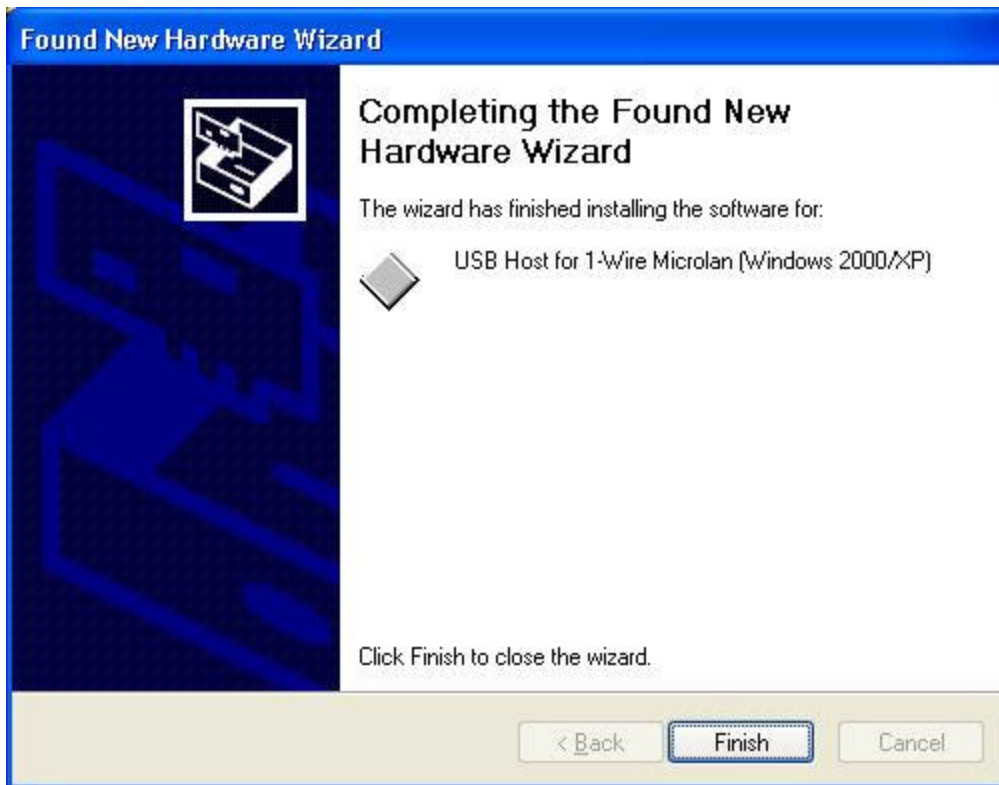 Found New Hardware Wizard
Completing the Found New
Hardware Wizard
The wizard has finished installing the software for:
USB Host for 1-Wire Microlan (Windows 2000/XP)
Click Finish to close the wizard.
< Back Finish Cancel